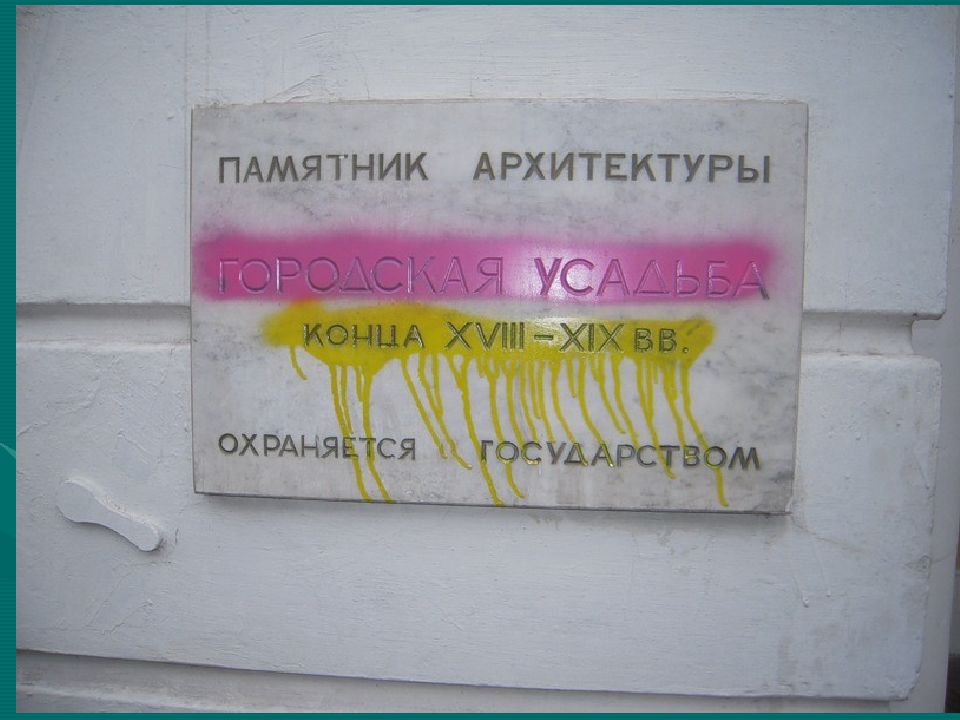 ПАМЯТНИК АРХИТЕКТУРЫ
ГОРОДСКАЯ УСАДЬБА
КОНЦА XVIII – XIX ВВ.
ОХРАНЯЕТСЯ ГОСУДАРСТВОМ